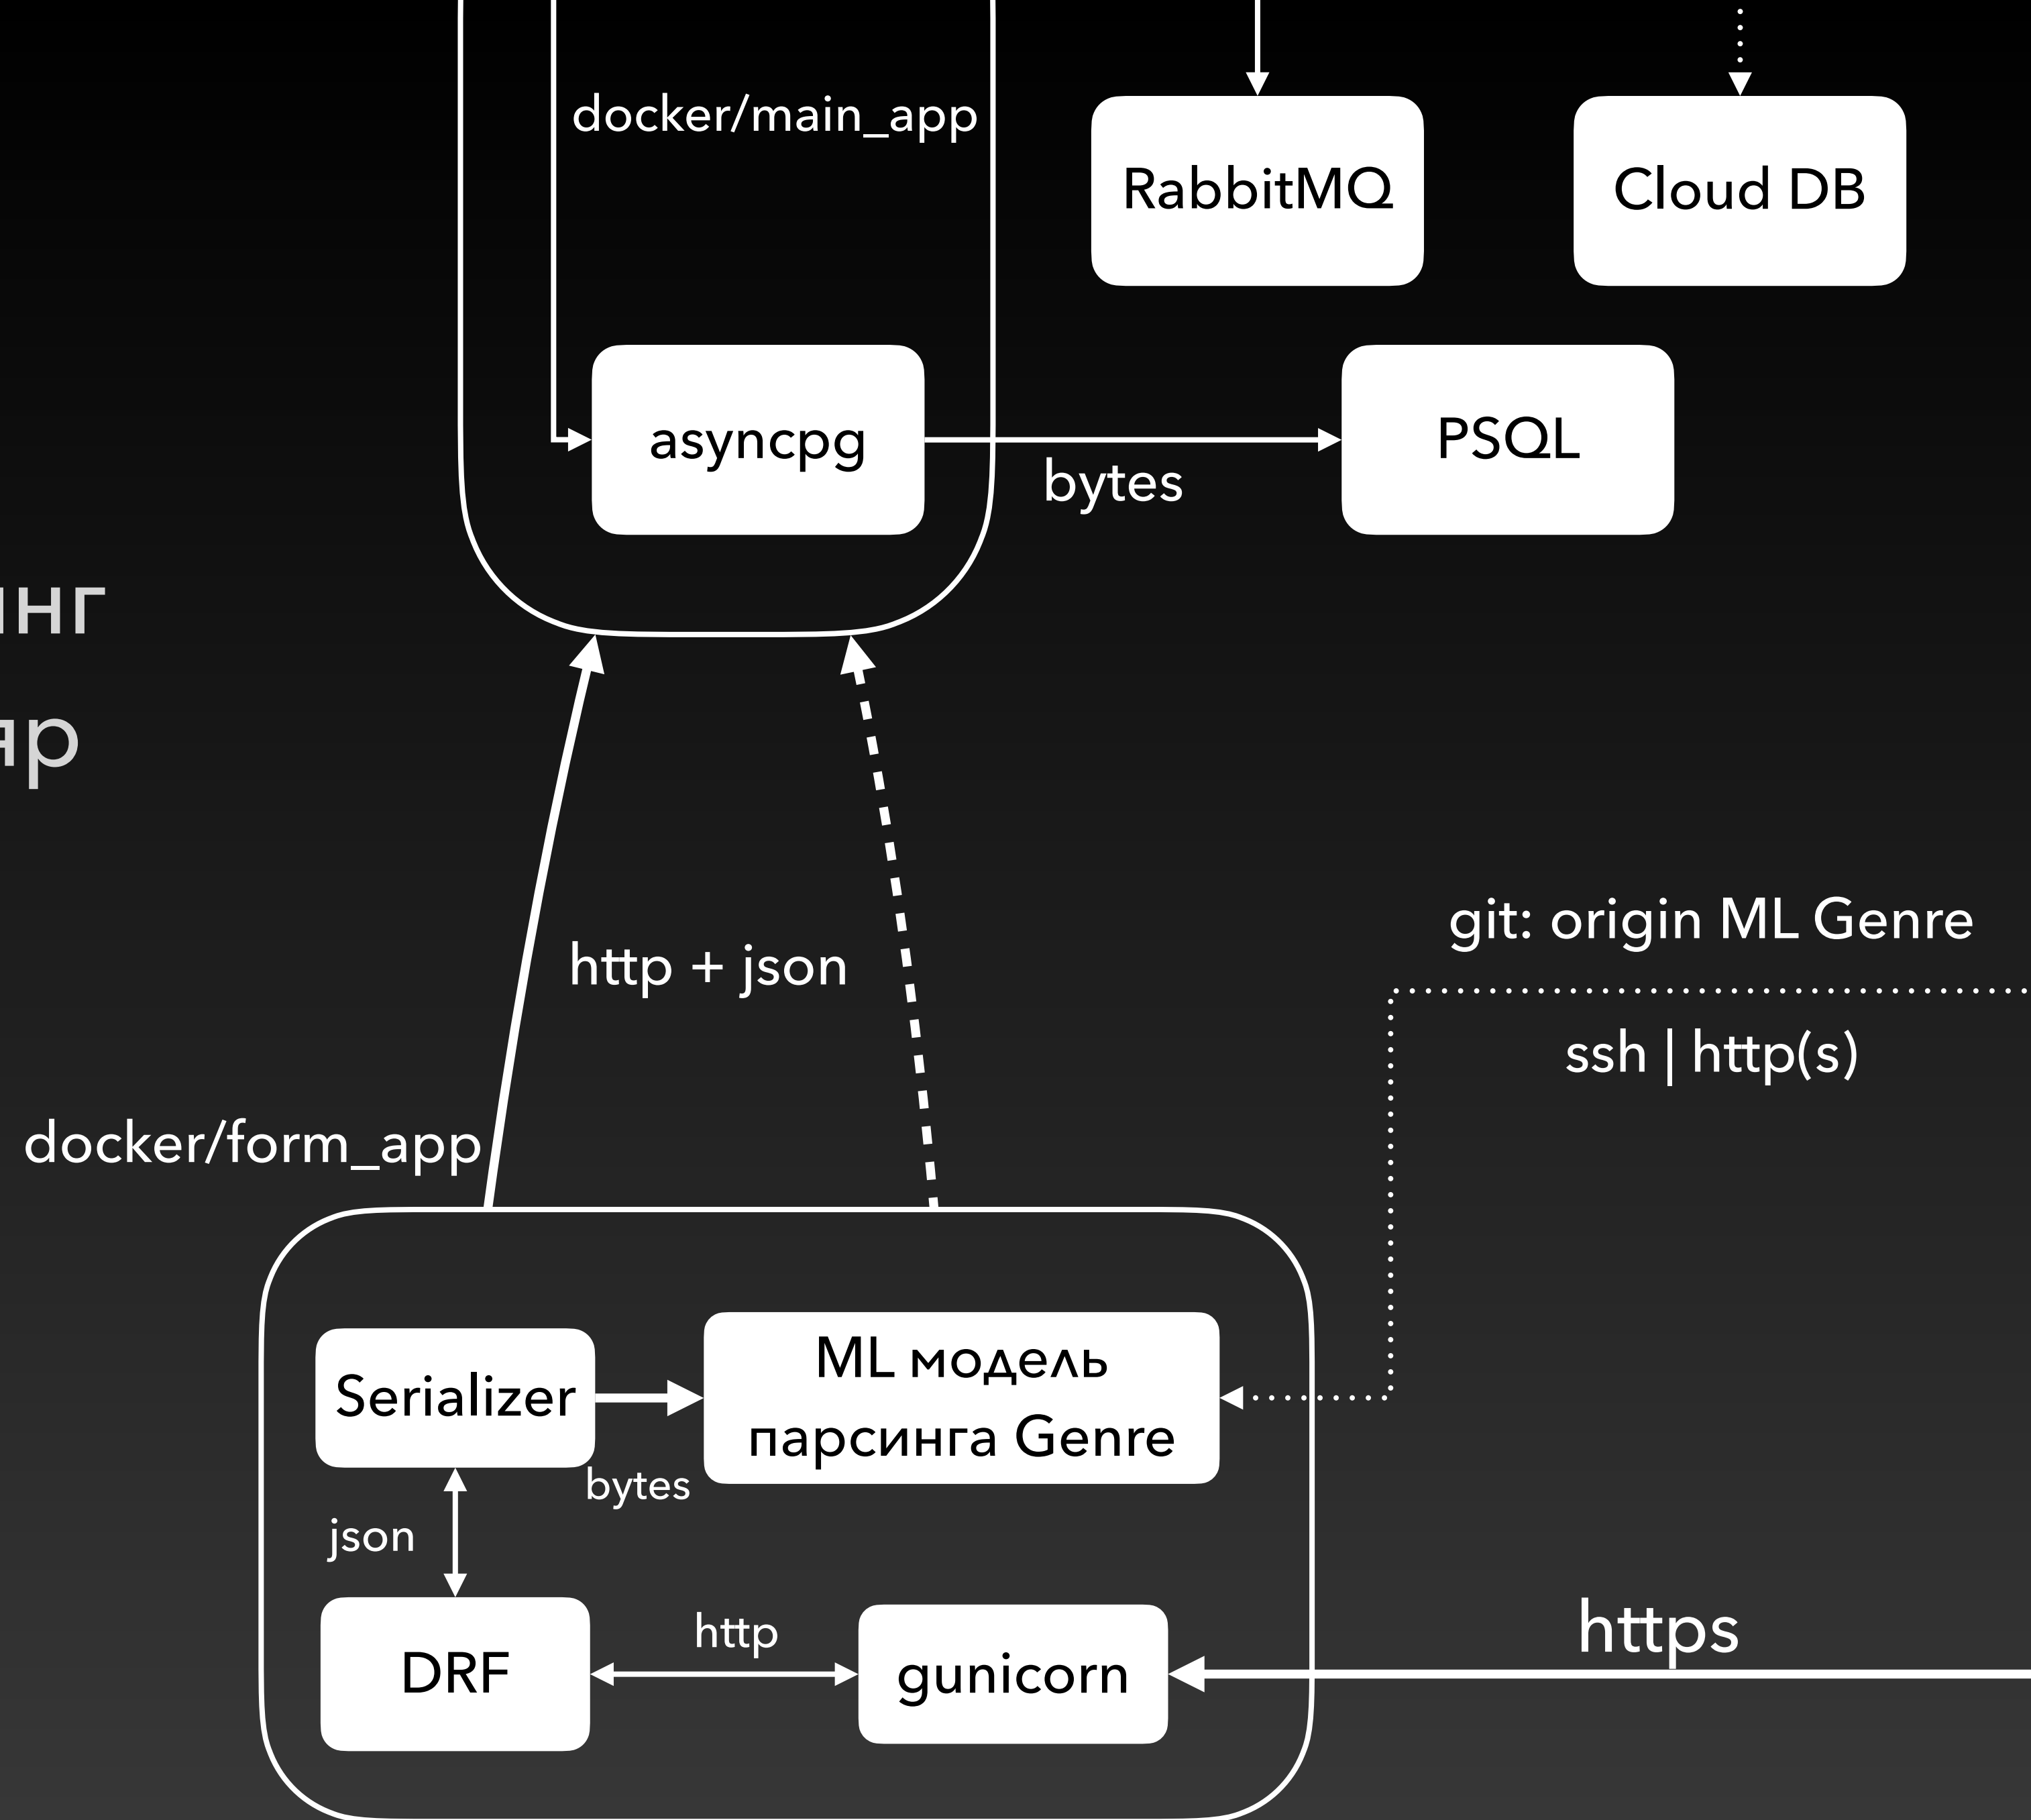 docker/main_app
RabbitMQ
Cloud DB
asyncpg
bytes
PSQL
http + json
git: origin ML Genre
ssh | http(s)
docker/form_app
Serializer
ML модель
парсинга Genre
bytes
json
DRF
http
gunicorn
https